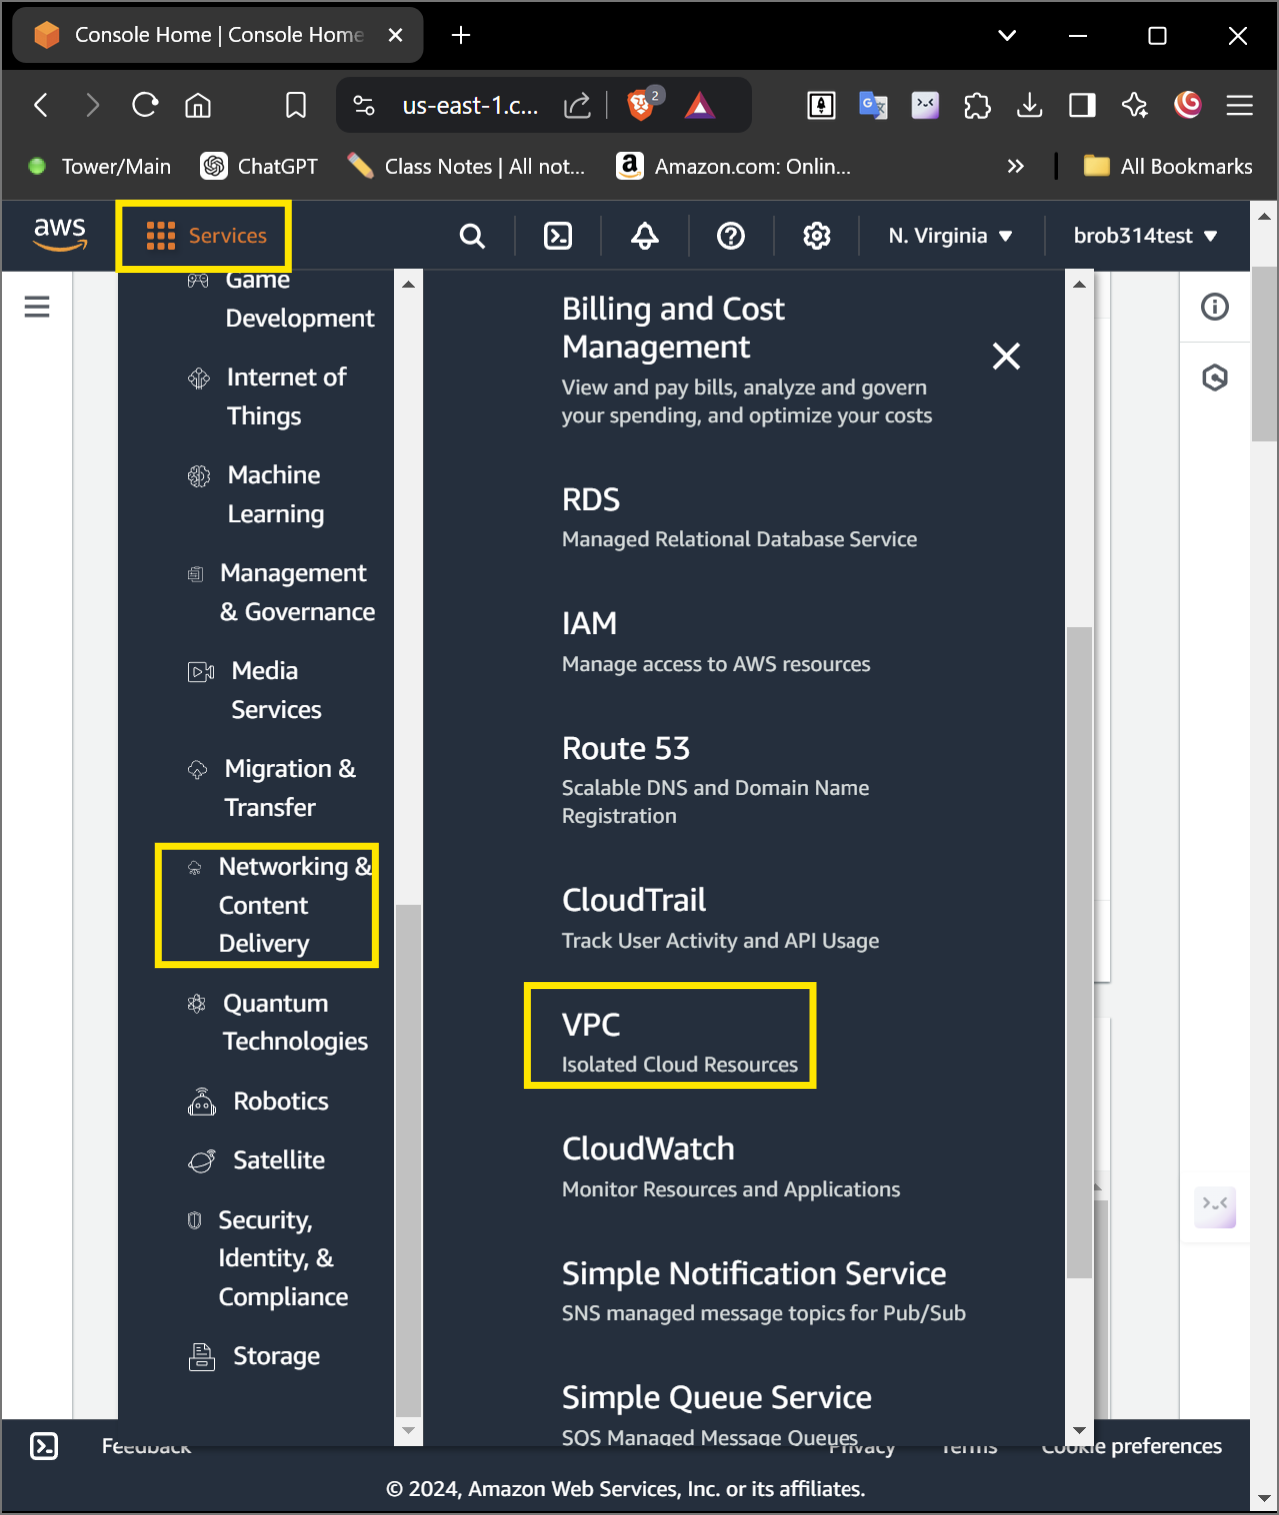 Console Home | Console Home
us-east-1.c...
2
Tower/Main
ChatGPT
Class Notes | All not...
Amazon.com: Onlin...
All Bookmarks
aws
Services
N. Virginia
brob314test
Game
Development
Internet of
Things
Machine
Learning
Management
& Governance
Media
Services
Migration &
Transfer
Networking &
Content
Delivery
Quantum
Technologies
Robotics
Satellite
Security,
Identity, &
Compliance
Storage
Billing and Cost
Management
View and pay bills, analyze and govern
your spending, and optimize your costs
RDS
Managed Relational Database Service
IAM
Manage access to AWS resources
Route 53
Scalable DNS and Domain Name
Registration
CloudTrail
Track User Activity and API Usage
VPC
Isolated Cloud Resources
CloudWatch
Monitor Resources and Applications
Simple Notification Service
SNS managed message topics for Pub/Sub
Simple Queue Service
SQS Managed Message Queues
Feedback
Privacy
Terms
Cookie preferences
© 2024, Amazon Web Services, Inc. or its affiliates.